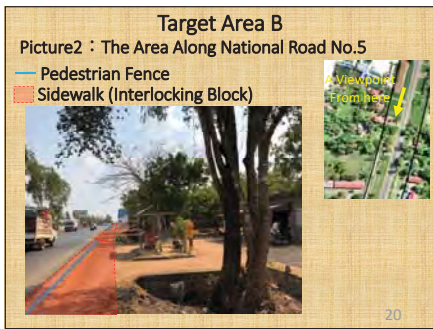 Target Area B
Picture2：The Area Along National Road No.5
Pedestrian Fence
Sidewalk (Interlocking Block)
A Viewpoint
From here
20